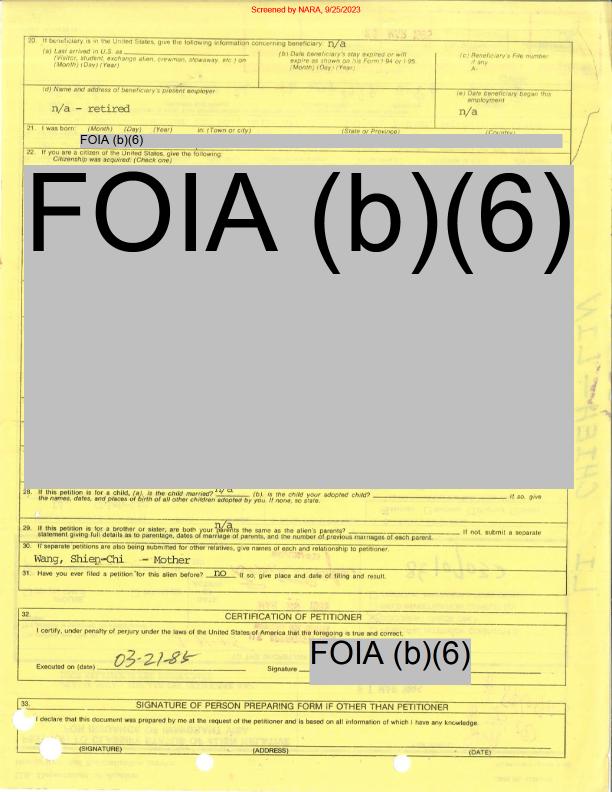 Screened by NARA, 9/25/2023
20. If beneficiary is in the United States, give the following information concerning beneficiary: n/a
(a) Last arrived in U.S. as
(Visitor, student, exchange alien, crewman, stowaway, etc.) on
(Month) (Day) (Year)
(b) Date beneficiary's stay expired or will
expire as shown on his Form I-94 or I-95.
(Month) (Day) (Year)
(c) Beneficiary's File number
if any
A-
(d) Name and address of beneficiary's present employer
n/a - retired
(e) Date beneficiary began this
employment
n/a
21. I was born: (Month) (Day) (Year) in: (Town or city) (State or Province) (Country)
FOIA (b)(6)
22. If you are a citizen of the United States, give the following:
Citizenship was acquired: (Check one)
FOIA (b)(6)
28. If this petition is for a child, (a). is the child married? n/a (b). is the child your adopted child? If so, give
the names, dates, and places of birth of all other children adopted by you. If none, so state.
29. If this petition is for a brother or sister, are both your parents the same as the alien's parents? n/a If not, submit a separate
statement giving full details as to parentage, dates of marriage of parents, and the number of previous marriages of each parent.
30. If separate petitions are also being submitted for other relatives, give names of each and relationship to petitioner.
Wang, Shien-Chi - Mother
31. Have you ever filed a petition for this alien before? no If so, give place and date of filing and result.
32. CERTIFICATION OF PETITIONER
I certify, under penalty of perjury under the laws of the United States of America that the foregoing is true and correct.
Executed on (date) 03-21-85 Signature FOIA (b)(6)
33. SIGNATURE OF PERSON PREPARING FORM IF OTHER THAN PETITIONER
I declare that this document was prepared by me at the request of the petitioner and is based on all information of which I have any knowledge.
(SIGNATURE) (ADDRESS) (DATE)